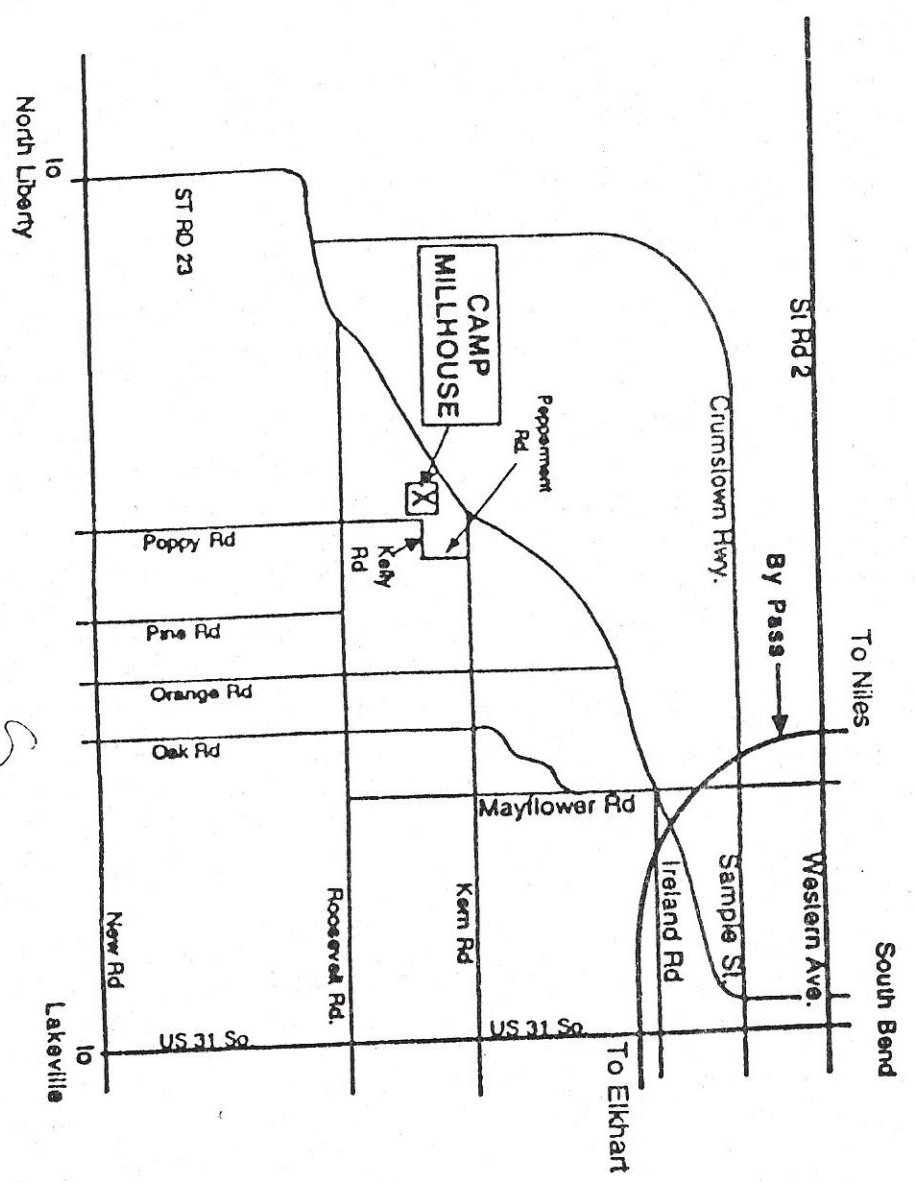 South Bend
To Niles
St Rd 2
Western Ave.
By Pass
Crumstown Hwy.
Sample St.
Ireland Rd
To Elkhart
Pepperment
Rd.
Mayflower Rd
CAMP
MILLHOUSE
X
Kern Rd
US 31 So.
Kelly
Rd
Roosevelt Rd.
ST RD 23
Poppy Rd
Pine Rd
Orange Rd
Oak Rd
US 31 So.
New Rd
to
North Liberty
to
Lakeville